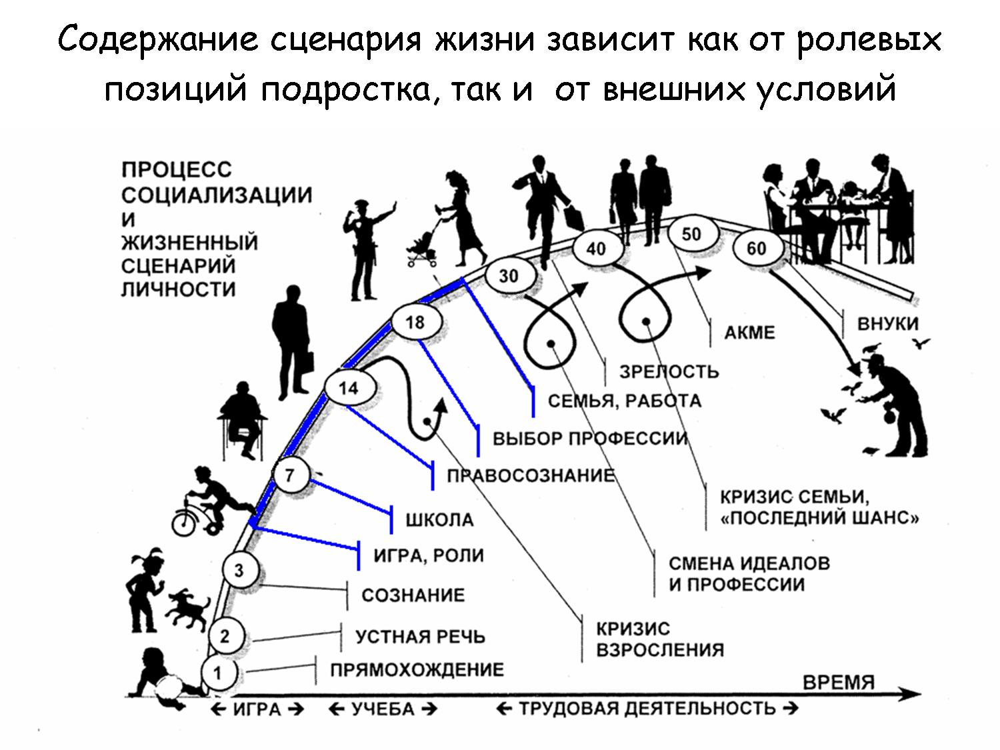 Содержание сценария жизни зависит как от ролевых
позиций подростка, так и от внешних условий
ПРОЦЕСС
СОЦИАЛИЗАЦИИ
И
ЖИЗНЕННЫЙ
СЦЕНАРИЙ
ЛИЧНОСТИ
50
40
60
30
18
14
7
3
2
1
ВНУКИ
АКМЕ
ЗРЕЛОСТЬ
СЕМЬЯ, РАБОТА
ВЫБОР ПРОФЕССИИ
ПРАВОСОЗНАНИЕ
КРИЗИС СЕМЬИ,
«ПОСЛЕДНИЙ ШАНС»
ШКОЛА
ИГРА, РОЛИ
СМЕНА ИДЕАЛОВ
И ПРОФЕССИИ
СОЗНАНИЕ
КРИЗИС
ВЗРОСЛЕНИЯ
УСТНАЯ РЕЧЬ
ПРЯМОХОЖДЕНИЕ
ВРЕМЯ
ИГРА
УЧЕБА
ТРУДОВАЯ ДЕЯТЕЛЬНОСТЬ